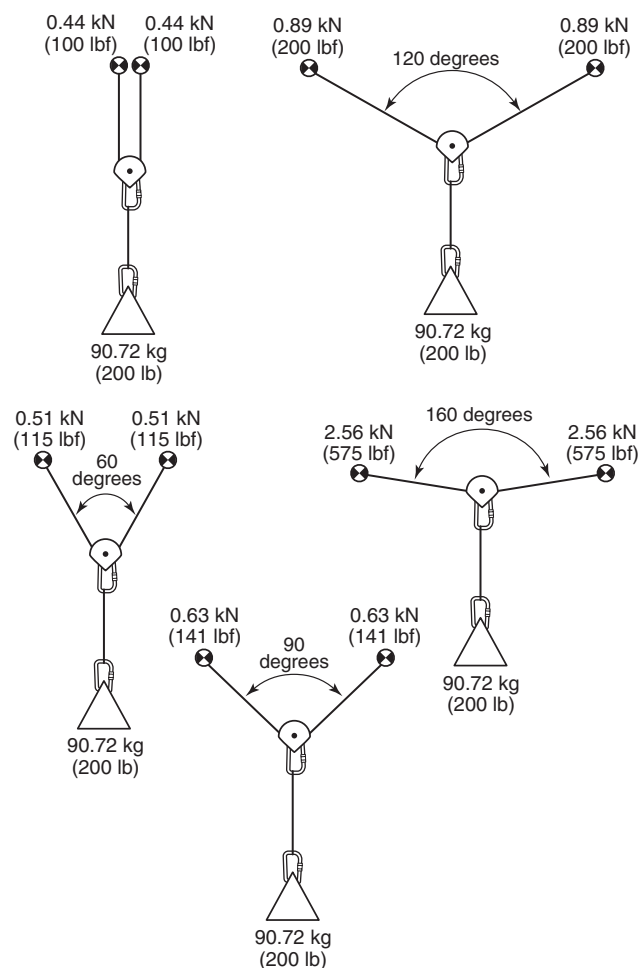 0.44 kN
(100 lbf)
0.44 kN
(100 lbf)
90.72 kg
(200 lb)
0.89 kN
(200 lbf)
120 degrees
0.89 kN
(200 lbf)
90.72 kg
(200 lb)
0.51 kN
(115 lbf)
0.51 kN
(115 lbf)
60
degrees
90.72 kg
(200 lb)
2.56 kN
(575 lbf)
160 degrees
2.56 kN
(575 lbf)
90.72 kg
(200 lb)
0.63 kN
(141 lbf)
90
degrees
0.63 kN
(141 lbf)
90.72 kg
(200 lb)